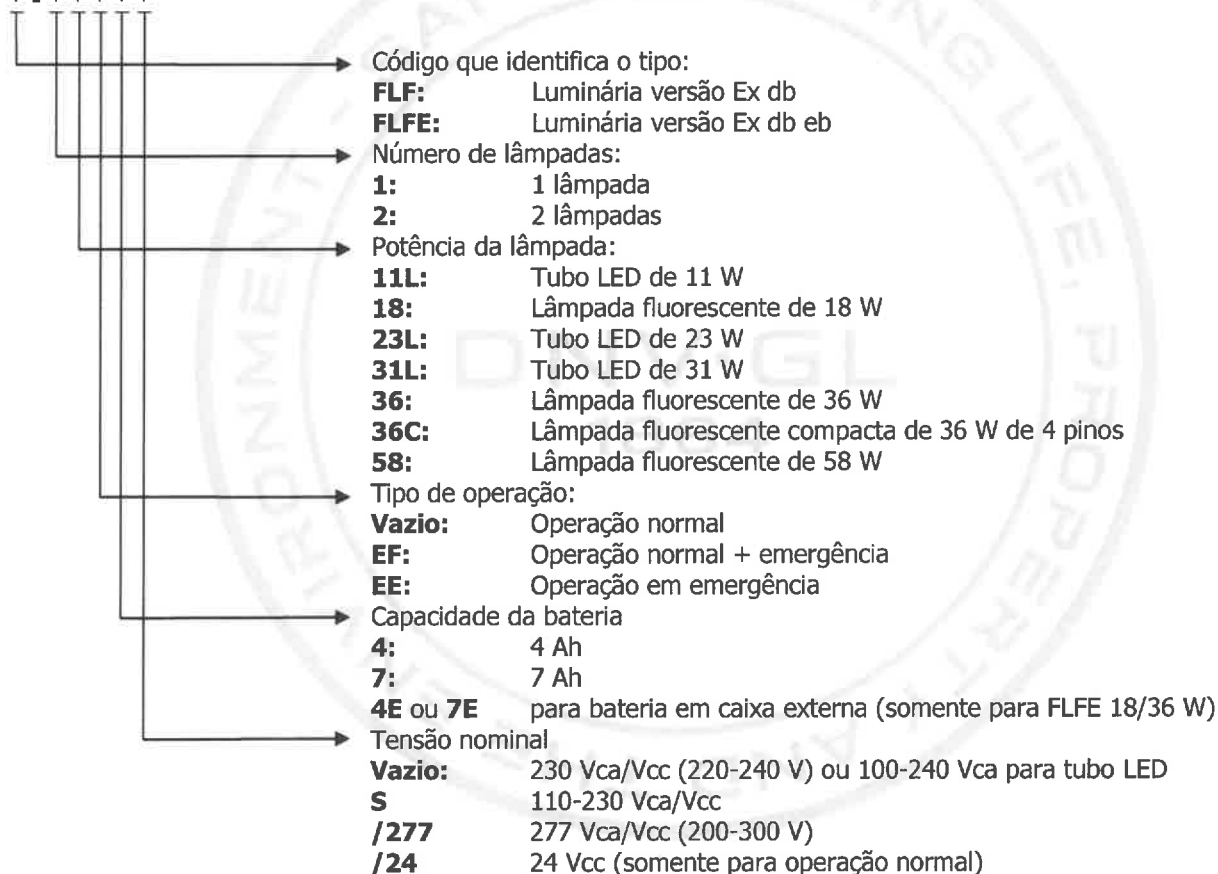 Código que identifica o tipo:
FLF: Luminária versão Ex db
FLFE: Luminária versão Ex db eb
Número de lâmpadas:
1: 1 lâmpada
2: 2 lâmpadas
Potência da lâmpada:
11L: Tubo LED de 11 W
18: Lâmpada fluorescente de 18 W
23L: Tubo LED de 23 W
31L: Tubo LED de 31 W
36: Lâmpada fluorescente de 36 W
36C: Lâmpada fluorescente compacta de 36 W de 4 pinos
58: Lâmpada fluorescente de 58 W
Tipo de operação:
Vazio: Operação normal
EF: Operação normal + emergência
EE: Operação em emergência
Capacidade da bateria
4: 4 Ah
7: 7 Ah
4E ou 7E para bateria em caixa externa (somente para FLFE 18/36 W)
Tensão nominal
Vazio: 230 Vca/Vcc (220-240 V) ou 100-240 Vca para tubo LED
S 110-230 Vca/Vcc
/277 277 Vca/Vcc (200-300 V)
/24 24 Vcc (somente para operação normal)
DNV·GL
1864